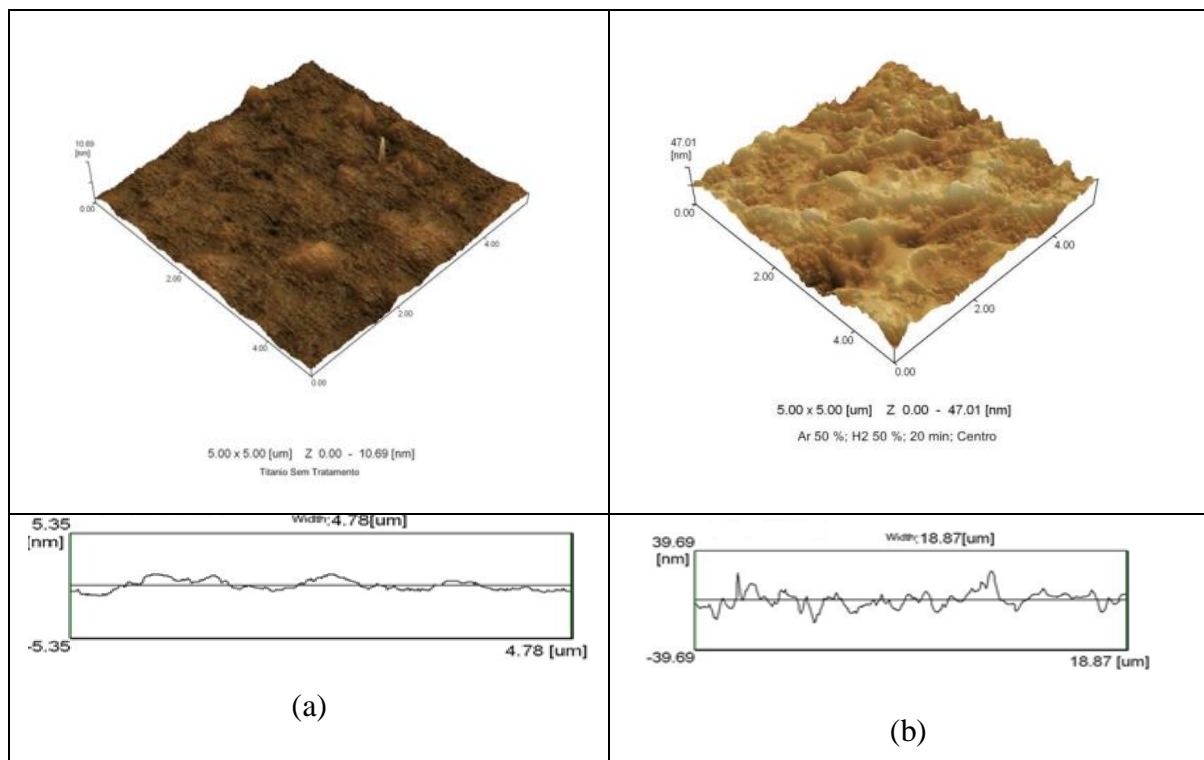 10.69
[nm]
0.00
2.00
4.00
0.00
2.00
4.00
5.00 x 5.00 [um] Z 0.00 - 10.69 [nm]
Titanio Sem Tratamento
47.01
[nm]
0.00
2.00
4.00
0.00
2.00
4.00
5.00 x 5.00 [um] Z 0.00 - 47.01 [nm]
Ar 50 %; H2 50 %; 20 min; Centro
5.35
[nm]
Width:4.78[um]
-5.35
4.78 [um]
(a)
39.69
[nm]
Width:18.87[um]
-39.69
18.87 [um]
(b)